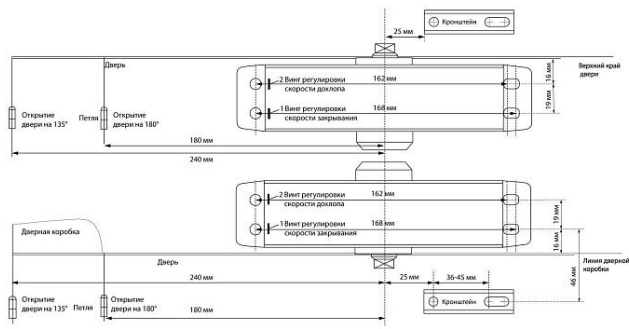 Кронштейн
25 мм
Дверь
Верхний край
двери
2 Винт регулировки
скорости дохлопа
162 мм
16 мм
19 мм
1 Винт регулировки
скорости закрывания
168 мм
Открытие
двери на 135°
Петля
Открытие
двери на 180°
180 мм
240 мм
2 Винт регулировки
скорости дохлопа
162 мм
19 мм
Дверная коробка
1 Винт регулировки
скорости закрывания
168 мм
16 мм
Дверь
Линия дверной
коробки
240 мм
25 мм
36-45 мм
46 мм
Открытие
двери на 135°
Петля
Открытие
двери на 180°
Кронштейн
180 мм